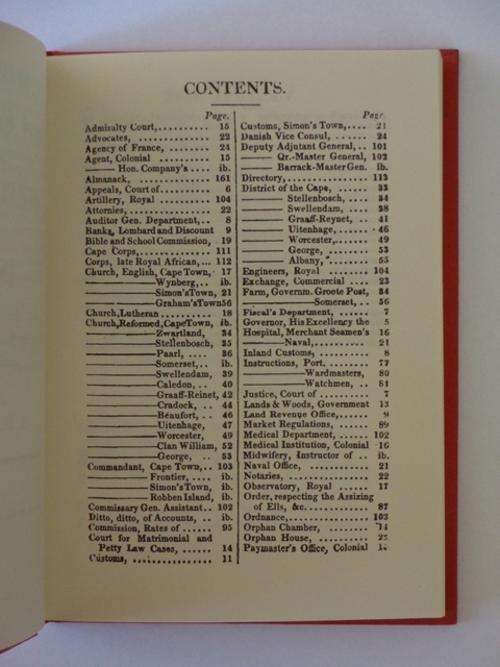 CONTENTS.
Page.
Admiralty Court,.......... 15
Advocates, ............. 22
Agency of France, ........ 24
Agent, Colonial .......... 15
——— Hon. Company's .... ib.
Almanack, ............... 161
Appeals, Court of.......... 6
Artillery, Royal .......... 104
Attornies,............... 22
Auditor Gen. Department, .. 8
Banks, Lombard and Discount 9
Bible and School Commission, 19
Cape Corps,.............. 111
Corps, late Royal African, ... 112
Church, English, Cape Town, · 17
————————Wynberg,.. ib.
————————Simon's Town, 21
————————Graham's Town 56
Church, Lutheran .......... 18
Church, Reformed, Cape Town, ib.
————————Zwartland, 34
————————Stellenbosch, 35
————————Paarl, .... 36
————————Somerset,.. ib.
————————Swellendam, 39
————————Caledon, .. 40
————————Graaff-Reinet, 42
————————Cradock, .. 44
————————Beaufort, .. 46
————————Uitenhage, 47
————————Worcester, 49
————————Clan William, 52
————————George, .. 53
Commandant, Cape Town,.. 103
————————Frontier, .... ib.
————————Simon's Town, ib.
————————Robben Island, ib.
Commissary Gen. Assistant.. 102
Ditto, ditto, of Accounts, .. ib.
Commission, Rates of ...... 95
Court for Matrimonial and
Petty Law Cases, ...... 14
Customs, ................ 11
Page.
Customs, Simon's Town,.... 21
Danish Vice Consul, ...... 24
Deputy Adjutant General,.. 101
——— Qr.-Master General, 102
——— Barrack-Master Gen. ib.
Directory,............... 113
District of the Cape, ...... 33
——— Stellenbosch, .... 34
——— Swellendam, .... 38
——— Graaff-Reynet, .. 41
——— Uitenhage, ..... · 46
——— Worcester,....... 49
——— George, ........ 53
——— Albany, ........ 55
Engineers, Royal ........ 104
Exchange, Commercial .... 23
Farm, Governm. Groote Post, 34
————————Somerset, .. 56
Fiscal's Department, ...... 7
Governor, His Excellency the 5
Hospital, Merchant Seamen's 16
————————Naval,.......... 21
Inland Customs, .......... 8
Instructions, Port. ......... 77
————————Wardmasters, 80
————————Watchmen, .. 81
Justice, Court of .......... 7
Lands & Woods, Government 13
Land Revenue Office,...... 9
Market Regulations, ...... 89
Medical Department, ...... 102
Medical Institution, Colonial 16
Midwifery, Instructor of .. ib.
Naval Office, ............ 21
Notaries, ............... 22
Observatory, Royal ...... 17
Order, respecting the Assizing
of Ells, &c............. 87
Ordnance,............... 103
Orphan Chamber, ........ 14
Orphan House, .......... 25
Paymaster's Office, Colonial